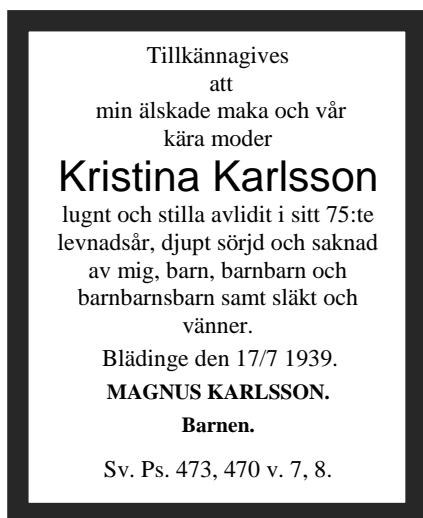 Tillkännagives
att
min älskade maka och vår
kära moder
Kristina Karlsson
lugnt och stilla avlidit i sitt 75:te
levnadsår, djupt sörjd och saknad
av mig, barn, barnbarn och
barnbarnsbarn samt släkt och
vänner.
Blädinge den 17/7 1939.
MAGNUS KARLSSON.
Barnen.
Sv. Ps. 473, 470 v. 7, 8.